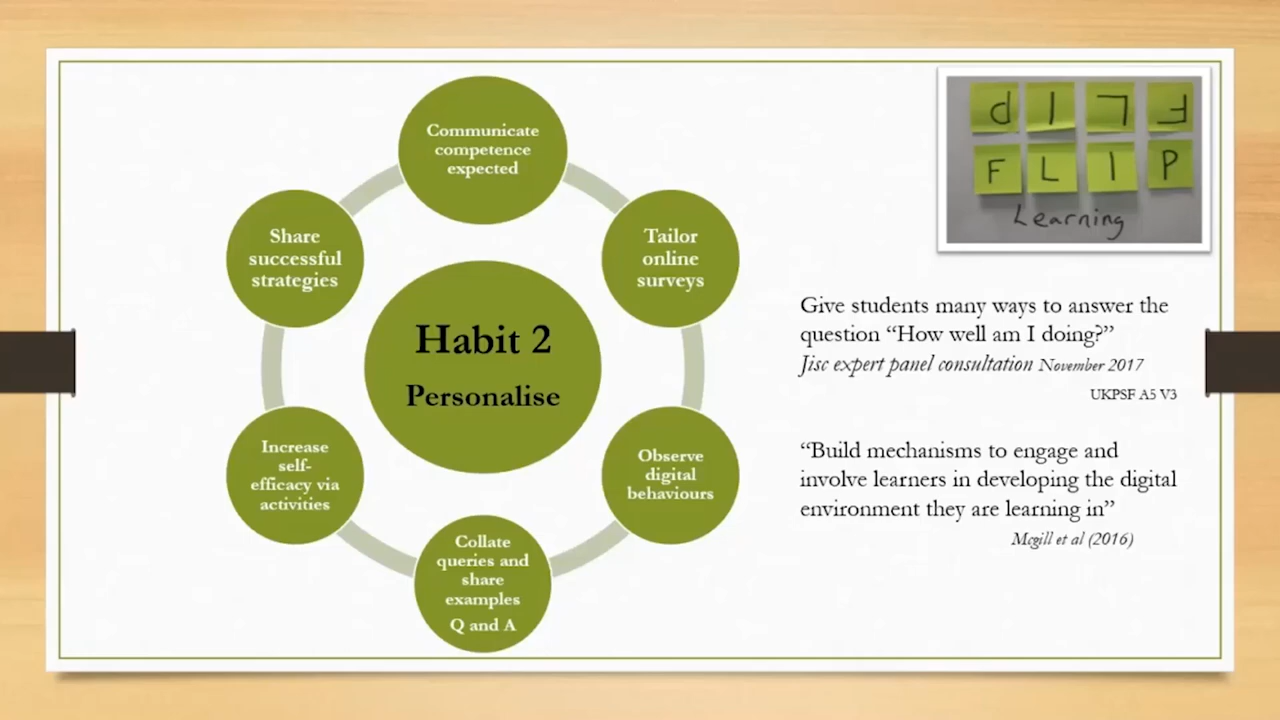 Communicate
competence
expected
Tailor
online
surveys
Observe
digital
behaviours
Collate
queries and
share
examples
Q and A
Increase
self-
efficacy via
activities
Share
successful
strategies
Habit 2
Personalise
FLIP
FLIP
Learning
Give students many ways to answer the
question “How well am I doing?”
Jisc expert panel consultation November 2017
UKPSF A5 V3
“Build mechanisms to engage and
involve learners in developing the digital
environment they are learning in”
Mcgill et al (2016)